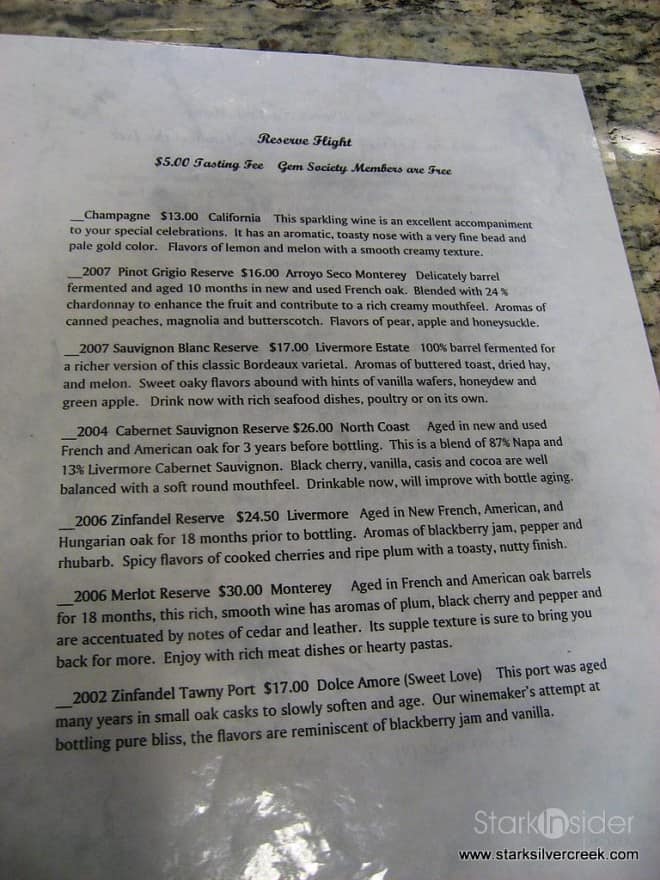 Reserve Flight
$5.00 Tasting Fee Gem Society Members are Free
__Champagne $13.00 California This sparkling wine is an excellent accompaniment
to your special celebrations. It has an aromatic, toasty nose with a very fine bead and
pale gold color. Flavors of lemon and melon with a smooth creamy texture.
__2007 Pinot Grigio Reserve $16.00 Arroyo Seco Monterey Delicately barrel
fermented and aged 10 months in new and used French oak. Blended with 24%
chardonnay to enhance the fruit and contribute to a rich creamy mouthfeel. Aromas of
canned peaches, magnolia and butterscotch. Flavors of pear, apple and honeysuckle.
__2007 Sauvignon Blanc Reserve $17.00 Livermore Estate 100% barrel fermented for
a richer version of this classic Bordeaux varietal. Aromas of buttered toast, dried hay,
and melon. Sweet oaky flavors abound with hints of vanilla wafers, honeydew and
green apple. Drink now with rich seafood dishes, poultry or on its own.
__2004 Cabernet Sauvignon Reserve $26.00 North Coast Aged in new and used
French and American oak for 3 years before bottling. This is a blend of 87% Napa and
13% Livermore Cabernet Sauvignon. Black cherry, vanilla, casis and cocoa are well
balanced with a soft round mouthfeel. Drinkable now, will improve with bottle aging.
__2006 Zinfandel Reserve $24.50 Livermore Aged in New French, American, and
Hungarian oak for 18 months prior to bottling. Aromas of blackberry jam, pepper and
rhubarb. Spicy flavors of cooked cherries and ripe plum with a toasty, nutty finish.
__2006 Merlot Reserve $30.00 Monterey Aged in French and American oak barrels
for 18 months, this rich, smooth wine has aromas of plum, black cherry and pepper and
are accentuated by notes of cedar and leather. Its supple texture is sure to bring you
back for more. Enjoy with rich meat dishes or hearty pastas.
__2002 Zinfandel Tawny Port $17.00 Dolce Amore (Sweet Love) This port was aged
many years in small oak casks to slowly soften and age. Our winemaker's attempt at
bottling pure bliss, the flavors are reminiscent of blackberry jam and vanilla.
StarkInsider
www.starksilvercreek.com